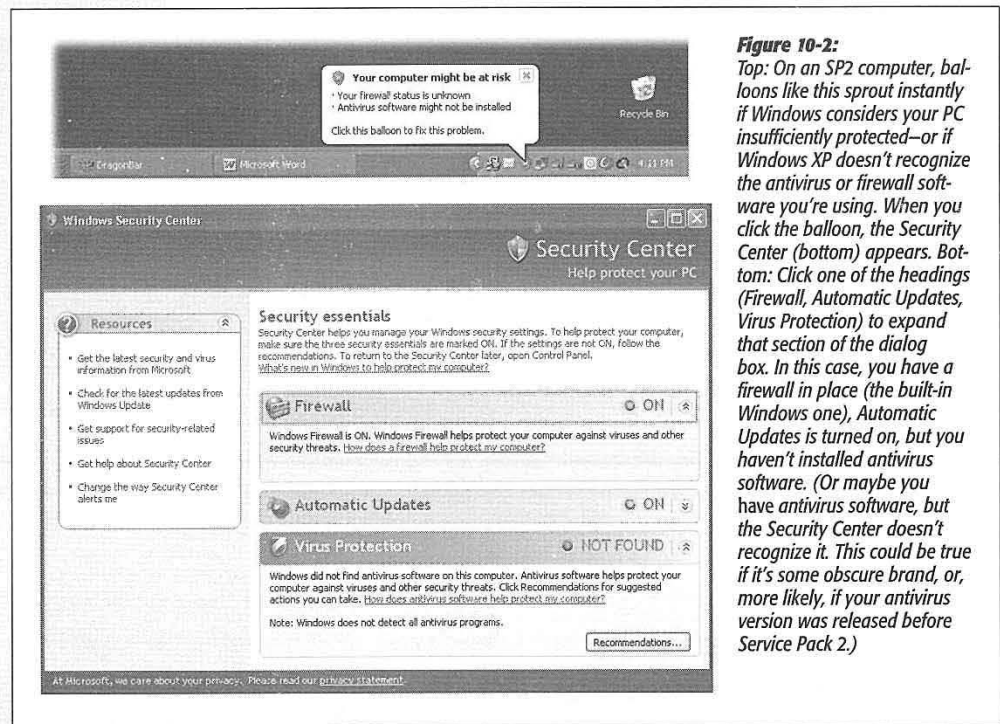 Your computer might be at risk
• Your firewall status is unknown
• Antivirus software might not be installed
Click this balloon to fix this problem.
Recycle Bin
DragonBar
Microsoft Word
4:11 PM
Windows Security Center
Security Center
Help protect your PC
Resources
• Get the latest security and virus
information from Microsoft
• Check for the latest updates from
Windows Update
• Get support for security-related
issues
• Get help about Security Center
• Change the way Security Center
alerts me
Security essentials
Security Center helps you manage your Windows security settings. To help protect your computer,
make sure the three security essentials are marked ON. If the settings are not ON, follow the
recommendations. To return to the Security Center later, open Control Panel.
What's new in Windows to help protect my computer?
Firewall ON
Windows Firewall is ON. Windows Firewall helps protect your computer against viruses and other
security threats. How does a firewall help protect my computer?
Automatic Updates ON
Virus Protection NOT FOUND
Windows did not find antivirus software on this computer. Antivirus software helps protect your
computer against viruses and other security threats. Click Recommendations for suggested
actions you can take. How does antivirus software help protect my computer?
Note: Windows does not detect all antivirus programs.
Recommendations...
At Microsoft, we care about your privacy. Please read our privacy statement.
Figure 10-2:
Top: On an SP2 computer, bal-
loons like this sprout instantly
if Windows considers your PC
insufficiently protected—or if
Windows XP doesn't recognize
the antivirus or firewall soft-
ware you're using. When you
click the balloon, the Security
Center (bottom) appears. Bot-
tom: Click one of the headings
(Firewall, Automatic Updates,
Virus Protection) to expand
that section of the dialog
box. In this case, you have a
firewall in place (the built-in
Windows one), Automatic
Updates is turned on, but you
haven't installed antivirus
software. (Or maybe you
have antivirus software, but
the Security Center doesn't
recognize it. This could be true
if it's some obscure brand, or,
more likely, if your antivirus
version was released before
Service Pack 2.)